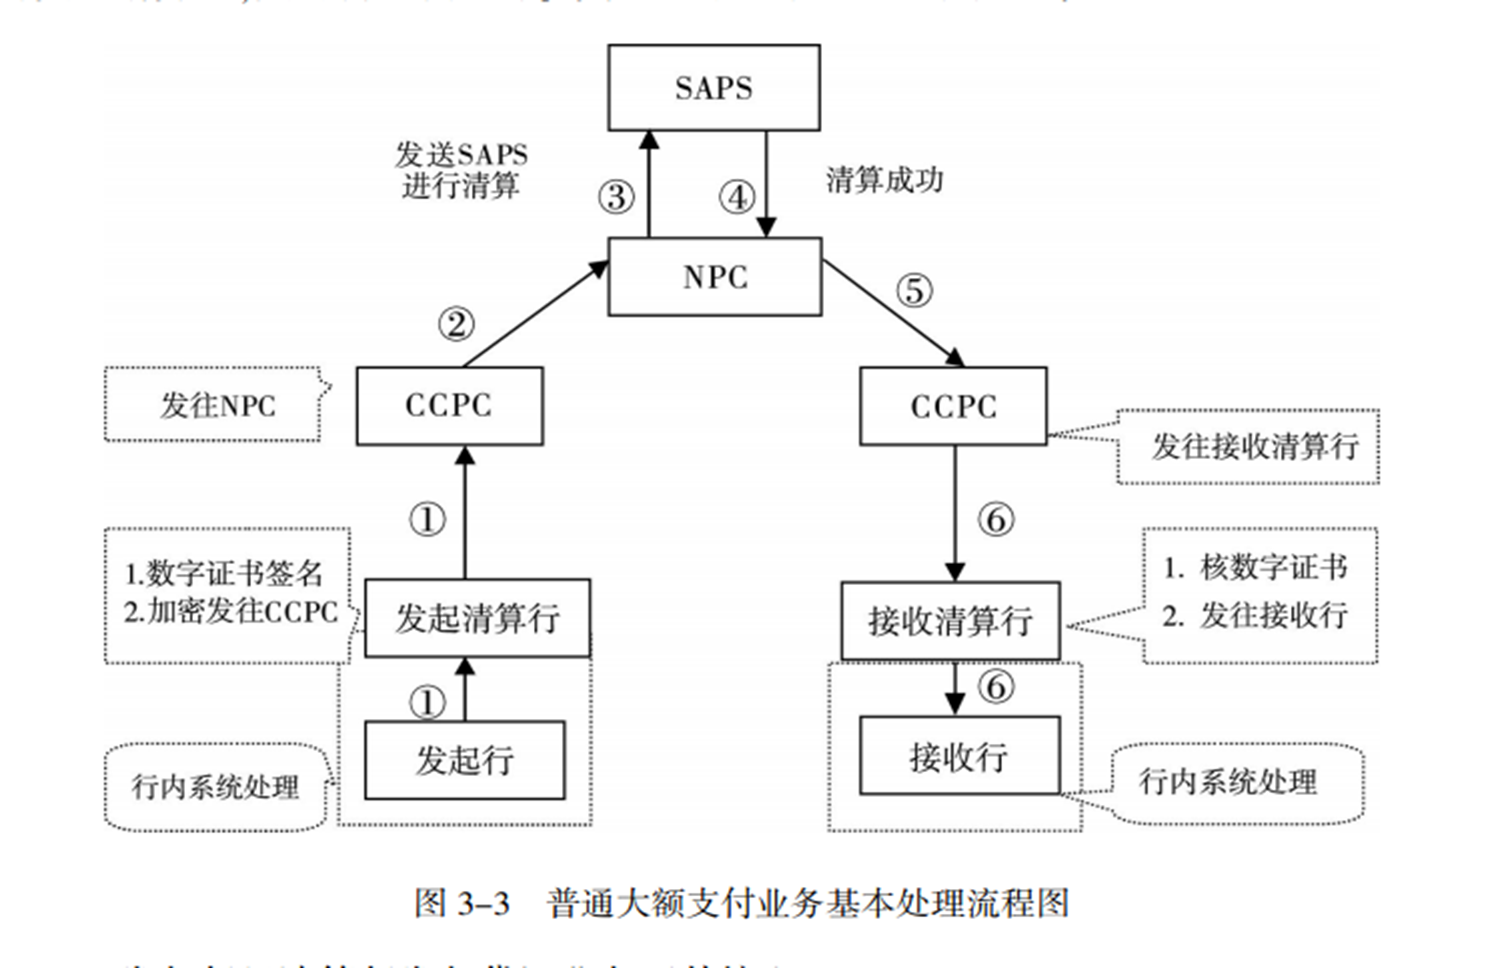 SAPS
发送SAPS
进行清算
③
④
清算成功
NPC
②
⑤
发往NPC
CCPC
CCPC
发往接收清算行
①
⑥
1.数字证书签名
2.加密发往CCPC
发起清算行
接收清算行
1. 核数字证书
2. 发往接收行
①
⑥
发起行
接收行
行内系统处理
行内系统处理
图 3-3 普通大额支付业务基本处理流程图